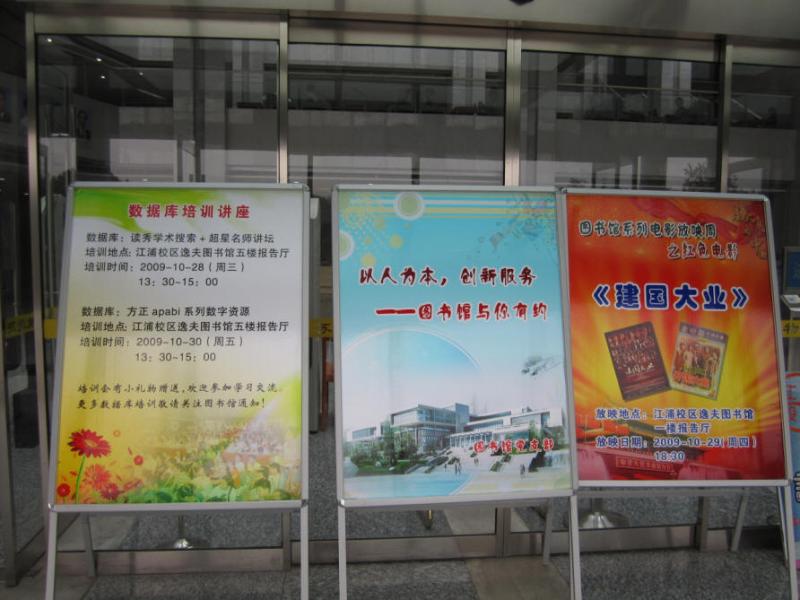 数据库培训讲座
数据库：读秀学术搜索+超星名师讲坛
培训地点：江浦校区逸夫图书馆五楼报告厅
培训时间：2009-10-28（周三）
13：30-15：00
数据库：方正 apabi 系列数字资源
培训地点：江浦校区逸夫图书馆五楼报告厅
培训时间：2009-10-30（周五）
13：30~15：00
培训会有小礼物赠送，欢迎参加学习交流。
更多数据库培训敬请关注图书馆通知！
以人为本，创新服务
——图书馆与你有约
图书馆党支部
图书馆系列电影放映周
之红色电影
《建国大业》
放映地点：江浦校区逸夫图书馆
一楼报告厅
放映日期：2009-10-29(周四)
18:30